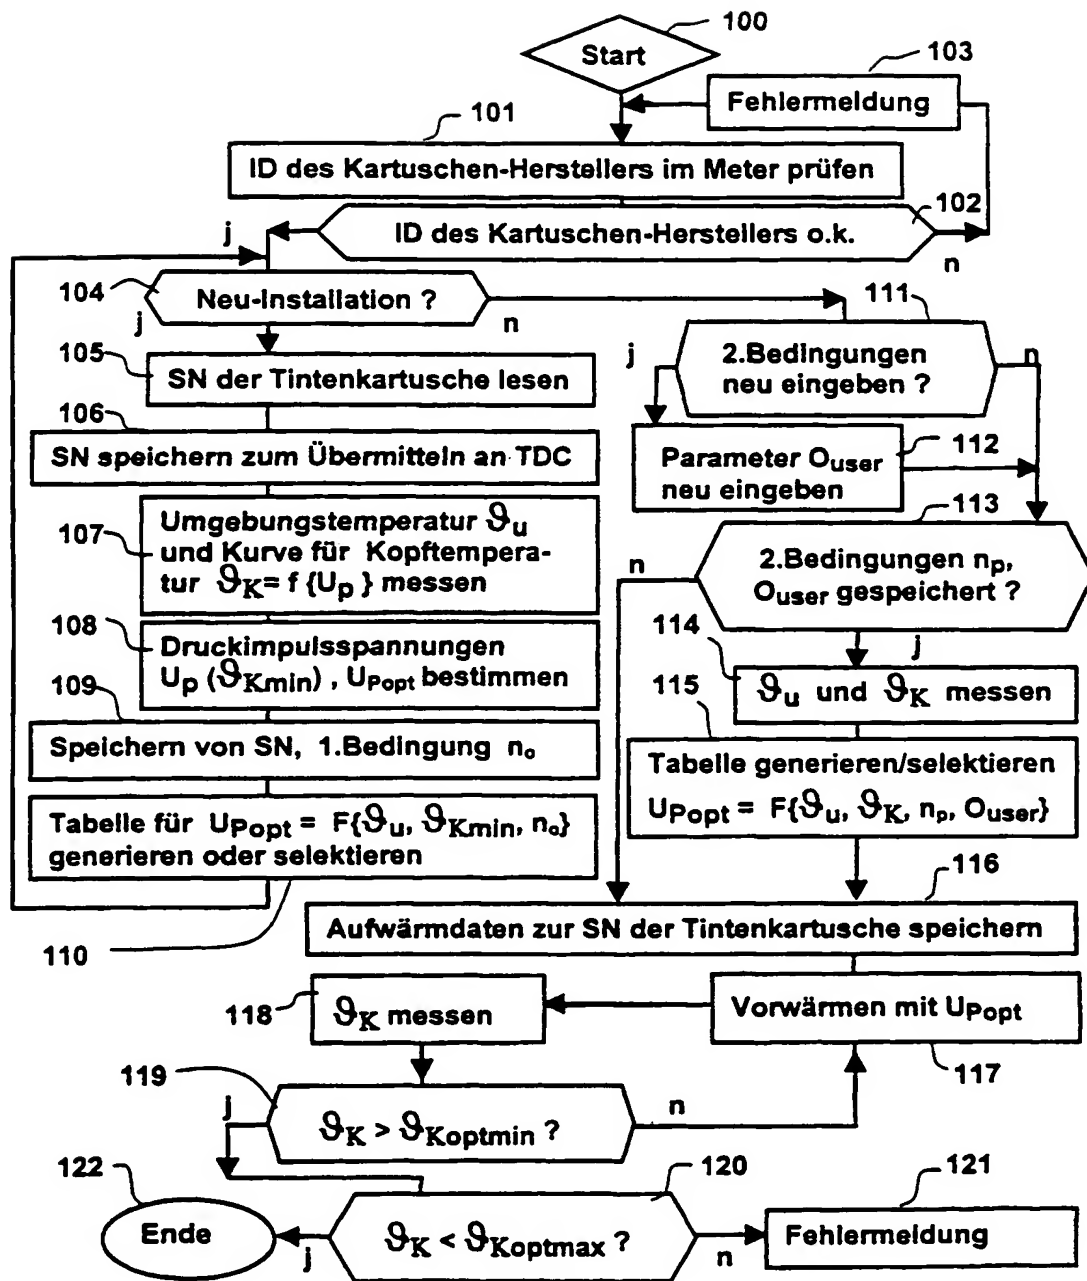 100
Start
103
Fehlermeldung
101
ID des Kartuschen-Herstellers im Meter prüfen
102
ID des Kartuschen-Herstellers o.k.
j
n
104
Neu-Installation ?
j
n
111
2.Bedingungen
neu eingeben ?
j
n
105
SN der Tintenkartusche lesen
106
SN speichern zum Übermitteln an TDC
112
Parameter Ouser
neu eingeben
107
Umgebungstemperatur ϑu
und Kurve für Kopftempera-
tur ϑK= f {Up } messen
113
2.Bedingungen np,
Ouser gespeichert ?
n
j
108
Druckimpulsspannungen
Up (ϑKmin) , UPopt bestimmen
114
ϑu und ϑK messen
109
Speichern von SN, 1.Bedingung no
115
Tabelle generieren/selektieren
UPopt = F{ϑu, ϑK, np, Ouser}
Tabelle für UPopt = F{ϑu, ϑKmin, no}
generieren oder selektieren
110
116
Aufwärmdaten zur SN der Tintenkartusche speichern
118
ϑK messen
Vorwärmen mit UPopt
117
119
j
ϑK > ϑKoptmin ?
n
122
Ende
120
j
ϑK < ϑKoptmax ?
n
121
Fehlermeldung